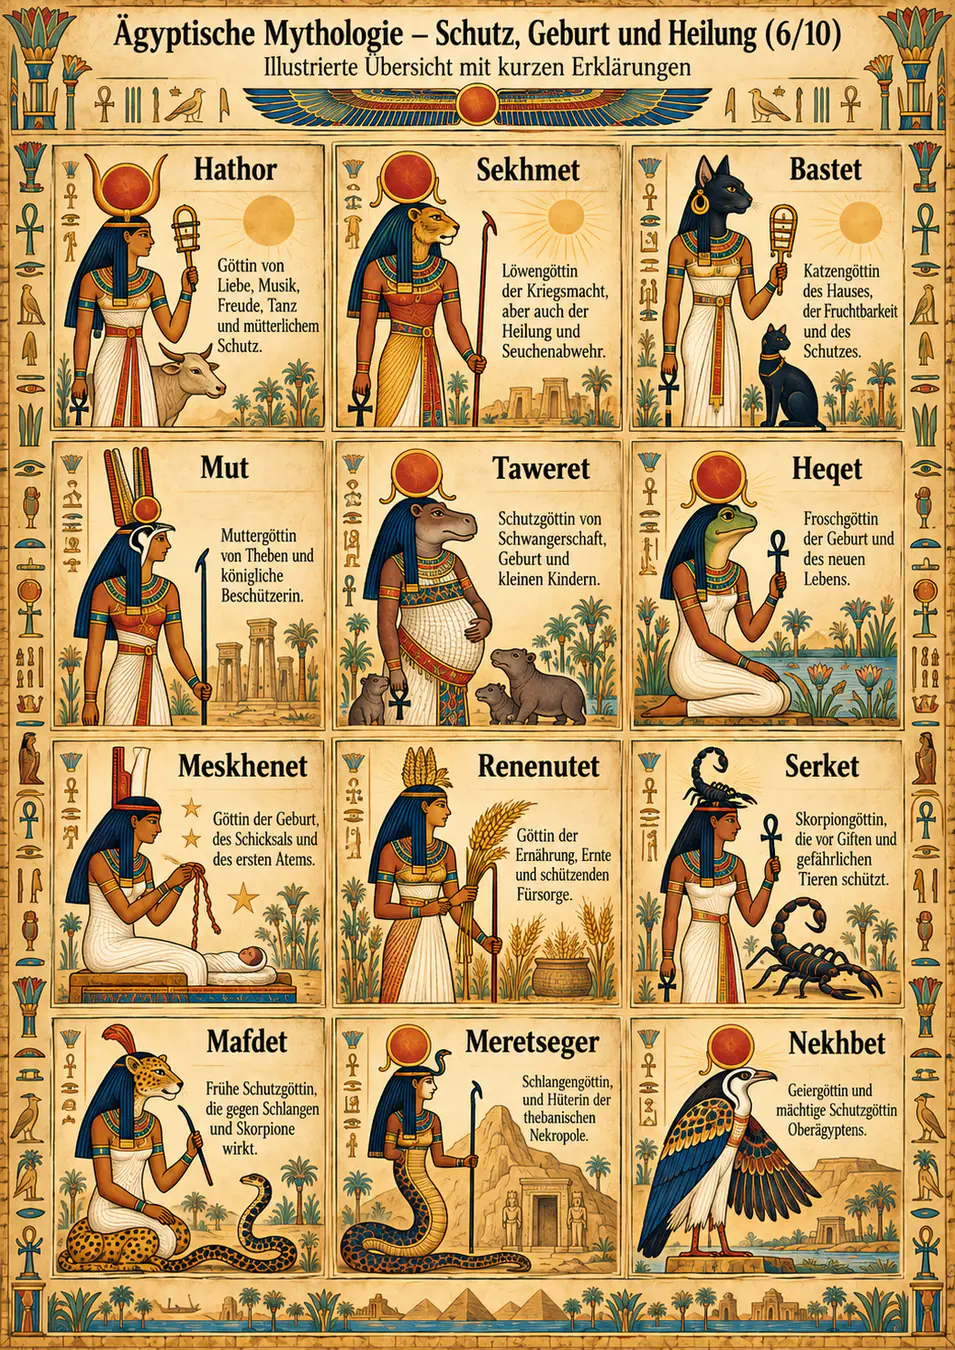 Ägyptische Mythologie – Schutz, Geburt und Heilung (6/10)
Illustrierte Übersicht mit kurzen Erklärungen
Hathor
Göttin von
Liebe, Musik,
Freude, Tanz
und mütterlichem
Schutz.
Sekhmet
Löwengöttin
der Kriegsmacht,
aber auch der
Heilung und
Seuchenabwehr.
Bastet
Katzengöttin
des Hauses,
der Fruchtbarkeit
und des
Schutzes.
Mut
Muttergöttin
von Theben und
königliche
Beschützerin.
Taweret
Schutzgöttin von
Schwangerschaft,
Geburt und
kleinen Kindern.
Heqet
Froschgöttin
der Geburt und
des neuen
Lebens.
Meskhenet
Göttin der Geburt,
des Schicksals und
des ersten Atems.
Renenutet
Göttin der
Ernährung, Ernte
und schützenden
Fürsorge.
Serket
Skorpiongöttin,
die vor Giften und
gefährlichen
Tieren schützt.
Mafdet
Frühe Schutzgöttin,
die gegen Schlangen
und Skorpione
wirkt.
Meretseger
Schlangengöttin,
und Hüterin der
thebanischen
Nekropole.
Nekhbet
Geiergöttin und
mächtige Schutzgöttin
Oberägyptens.